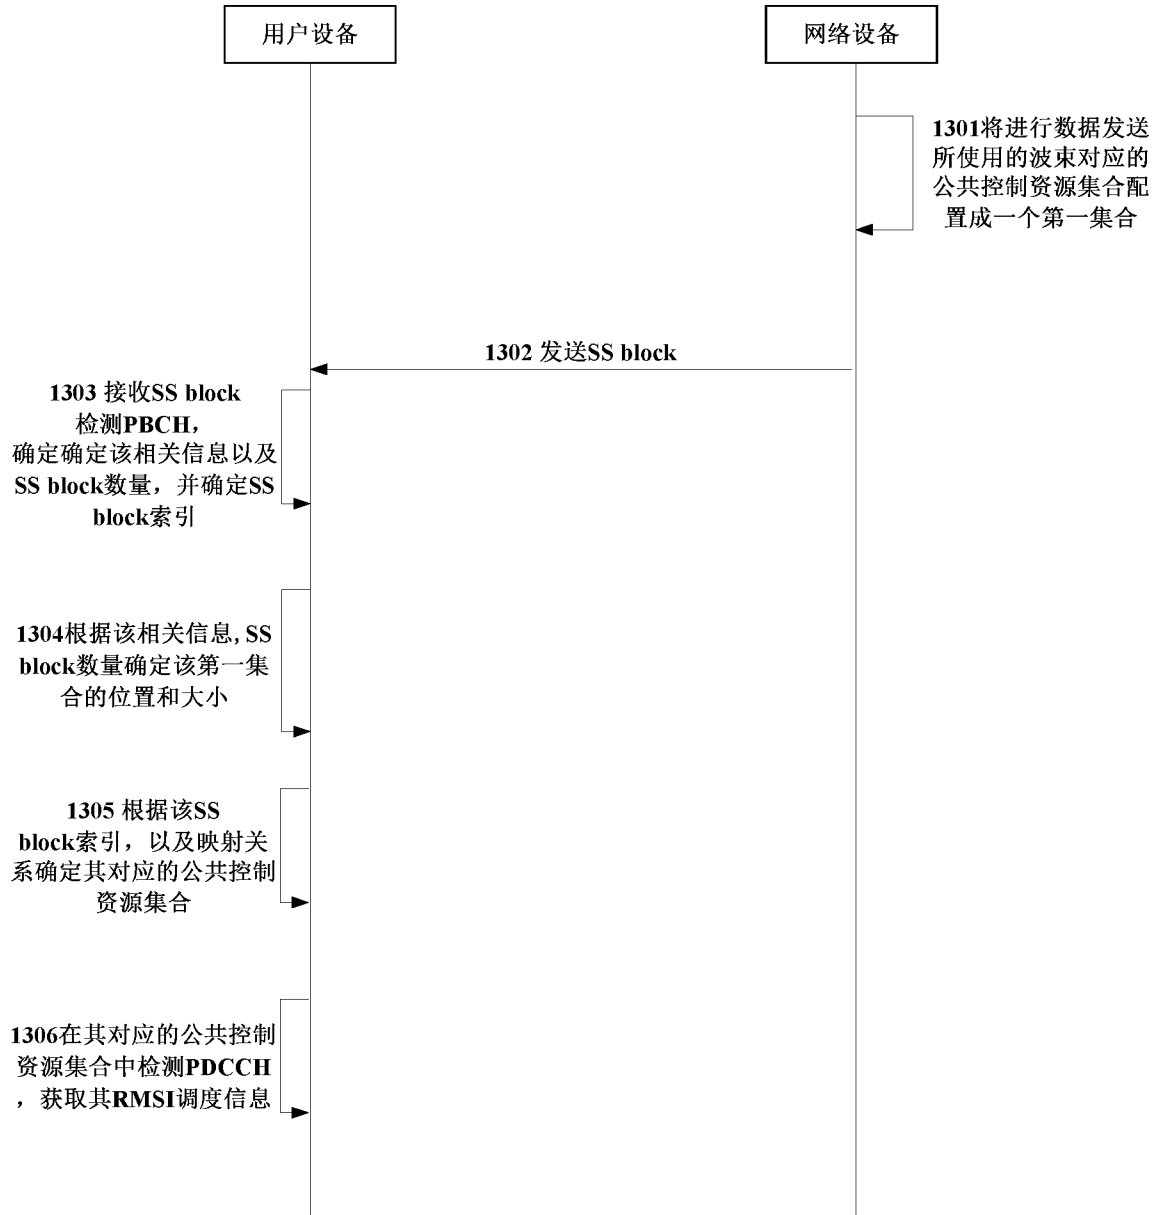 用户设备
网络设备
1301将进行数据发送
所使用的波束对应的
公共控制资源集合配
置成一个第一集合
1302 发送SS block
1303 接收SS block
检测PBCH，
确定确定该相关信息以及
SS block数量，并确定SS
block索引
1304根据该相关信息, SS
block数量确定该第一集
合的位置和大小
1305 根据该SS
block索引，以及映射关
系确定其对应的公共控制
资源集合
1306在其对应的公共控制
资源集合中检测PDCCH
，获取其RMSI调度信息